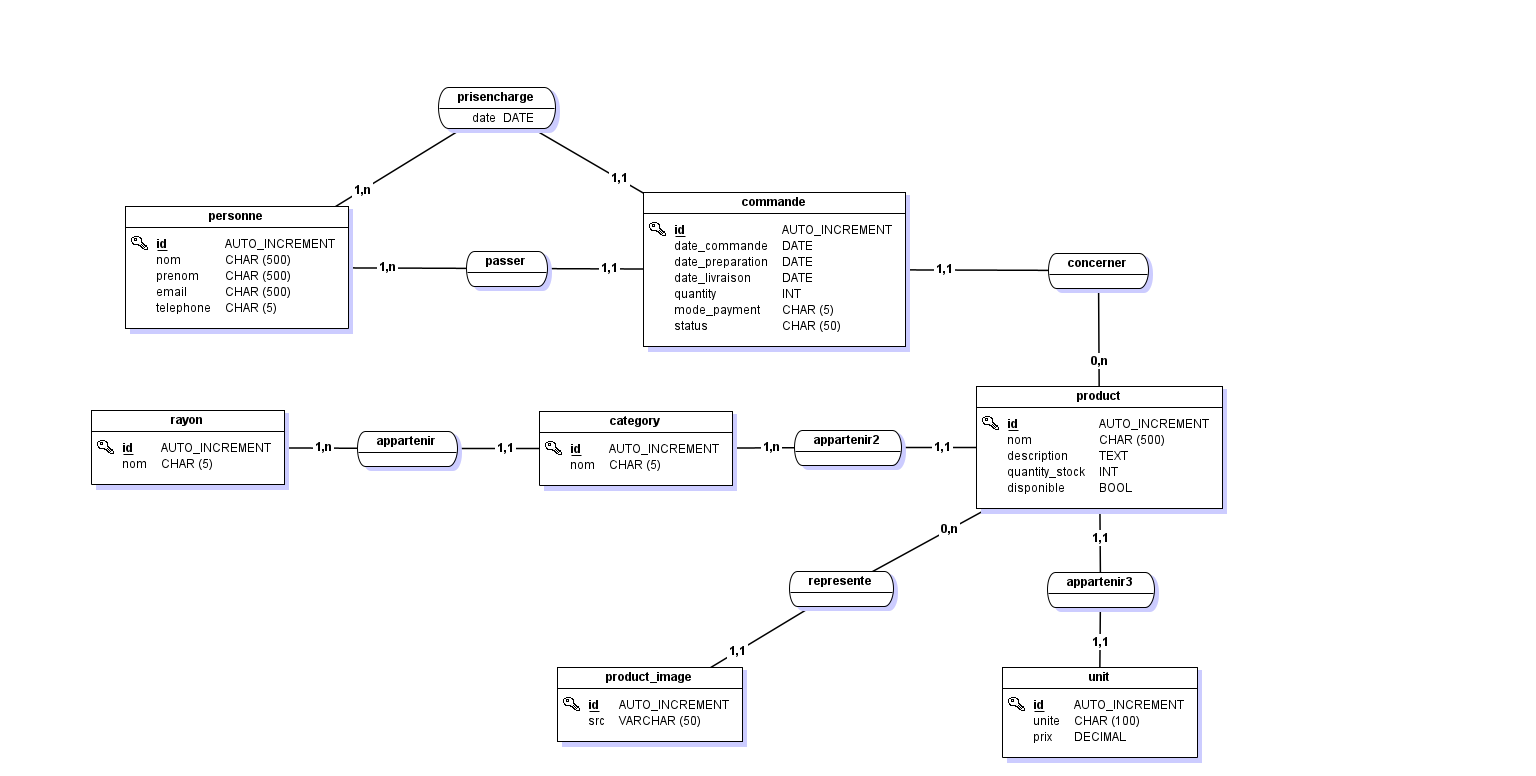 prisencharge
date DATE
1,n
1,1
personne
id AUTO_INCREMENT
nom CHAR (500)
prenom CHAR (500)
email CHAR (500)
telephone CHAR (5)
1,n
passer
1,1
commande
id AUTO_INCREMENT
date_commande DATE
date_preparation DATE
date_livraison DATE
quantity INT
mode_payment CHAR (5)
status CHAR (50)
1,1
concerner
0,n
rayon
id AUTO_INCREMENT
nom CHAR (5)
1,n
appartenir
1,1
category
id AUTO_INCREMENT
nom CHAR (5)
1,n
appartenir2
1,1
product
id AUTO_INCREMENT
nom CHAR (500)
description TEXT
quantity_stock INT
disponible BOOL
0,n
represente
1,1
product_image
id AUTO_INCREMENT
src VARCHAR (50)
1,1
appartenir3
1,1
unit
id AUTO_INCREMENT
unite CHAR (100)
prix DECIMAL